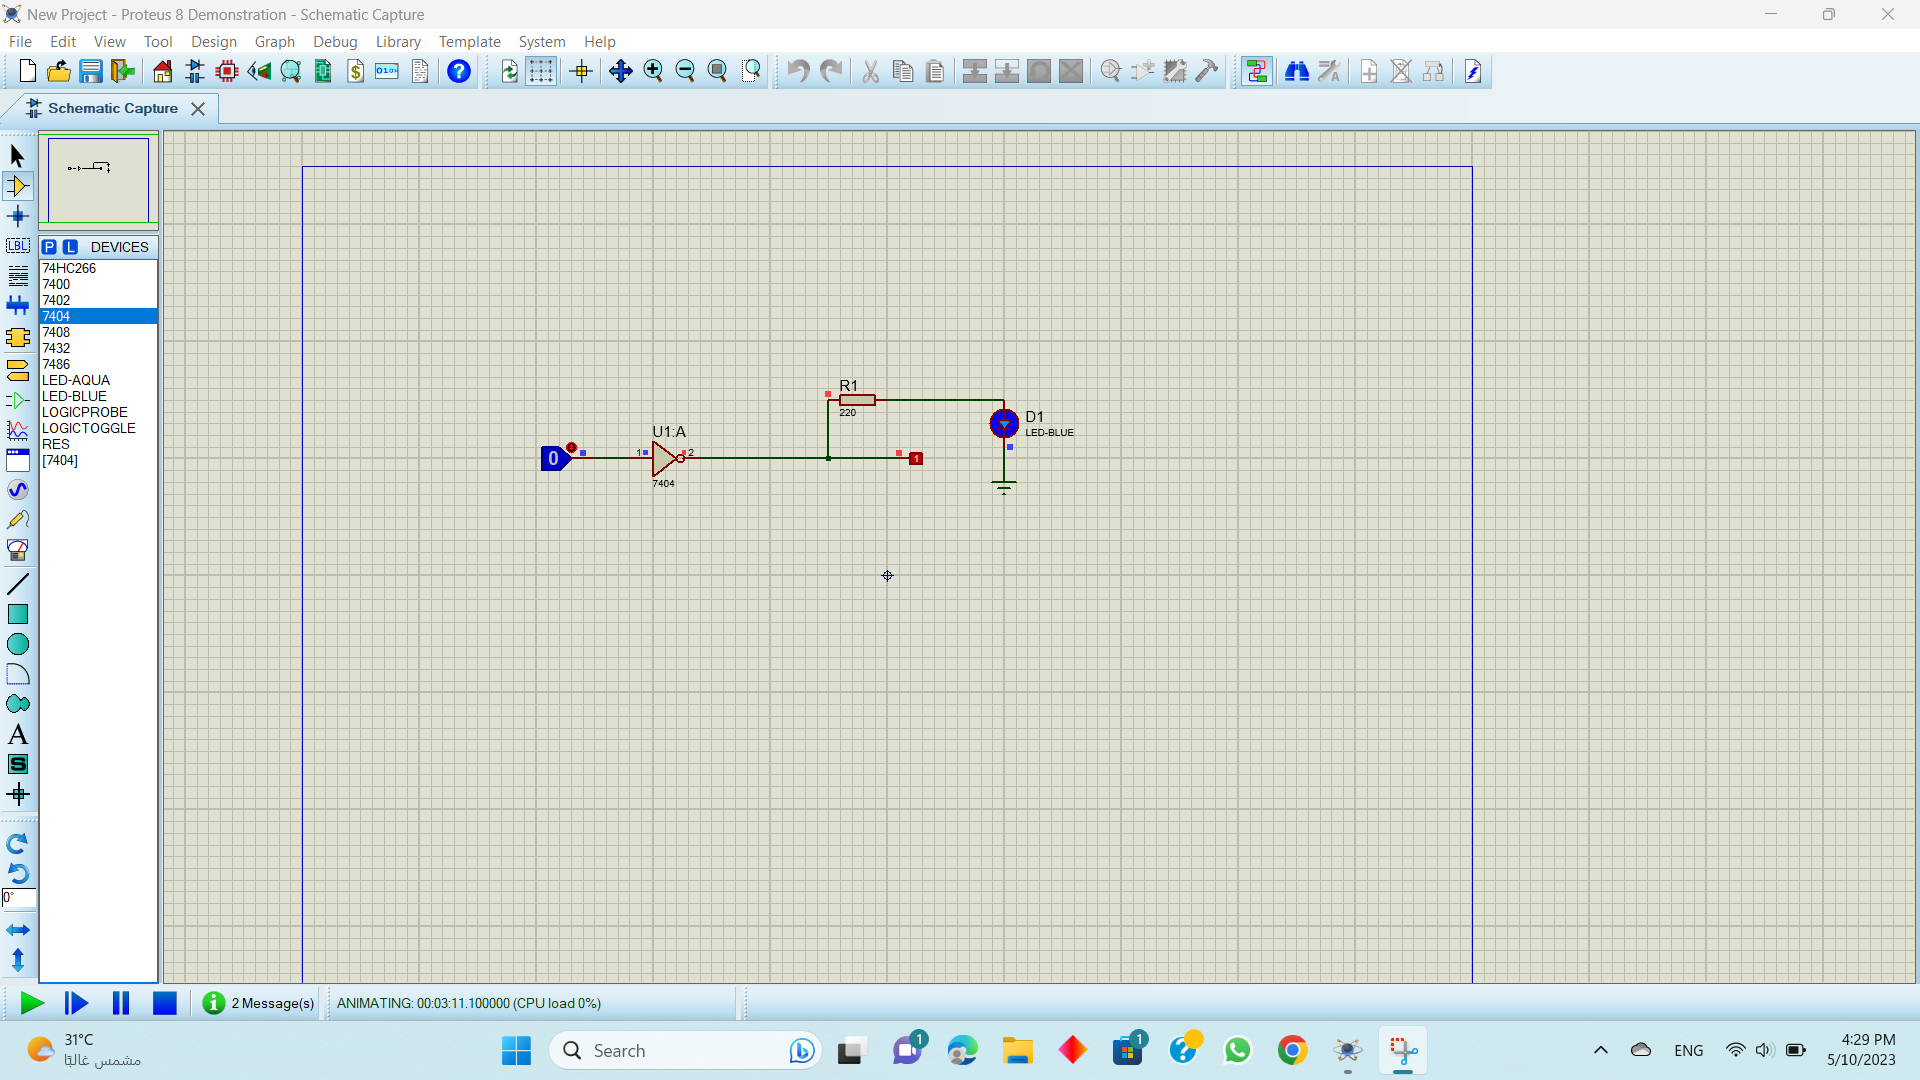 New Project - Proteus 8 Demonstration - Schematic Capture
File Edit View Tool Design Graph Debug Library Template System Help
Schematic Capture
P L DEVICES
74HC266
7400
7402
7404
7408
7432
7486
LED-AQUA
LED-BLUE
LOGICPROBE
LOGICTOGGLE
RES
[7404]
LBL
A
S
0°
R1
220
D1
LED-BLUE
U1:A
0
1
2
1
7404
2 Message(s)
ANIMATING: 00:03:11.100000 (CPU load 0%)
31°C
مشمس غالبًا
Search
1
1
ENG
4:29 PM
5/10/2023